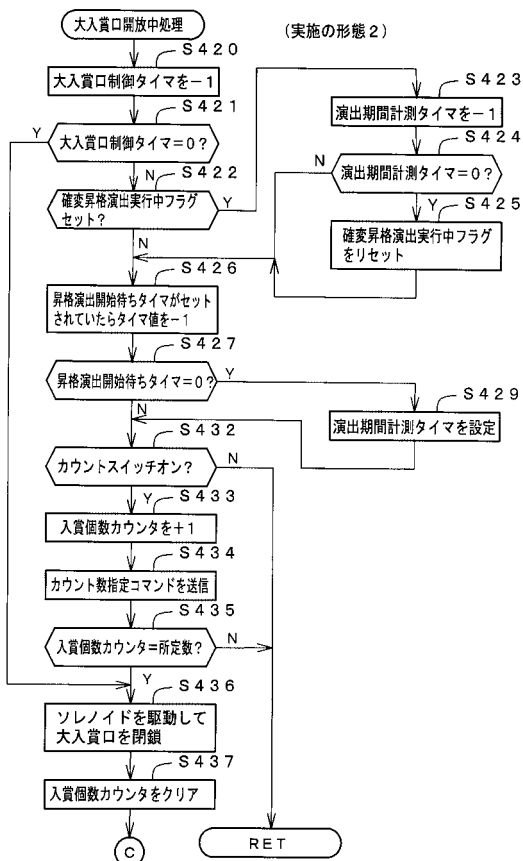 大入賞口開放中処理
(実施の形態2)
S420
大入賞口制御タイマを−1
S421
Y
大入賞口制御タイマ=0?
N
S422
確変昇格演出実行中フラグ
セット?
Y
N
S423
演出期間計測タイマを−1
S424
N
演出期間計測タイマ=0?
Y
S425
確変昇格演出実行中フラグ
をリセット
S426
昇格演出開始待ちタイマがセット
されていたらタイマ値を−1
S427
昇格演出開始待ちタイマ=0?
Y
N
S429
演出期間計測タイマを設定
S432
カウントスイッチオン?
N
Y
S433
入賞個数カウンタを+1
S434
カウント数指定コマンドを送信
S435
入賞個数カウンタ=所定数?
N
Y
S436
ソレノイドを駆動して
大入賞口を閉鎖
S437
入賞個数カウンタをクリア
C
RET